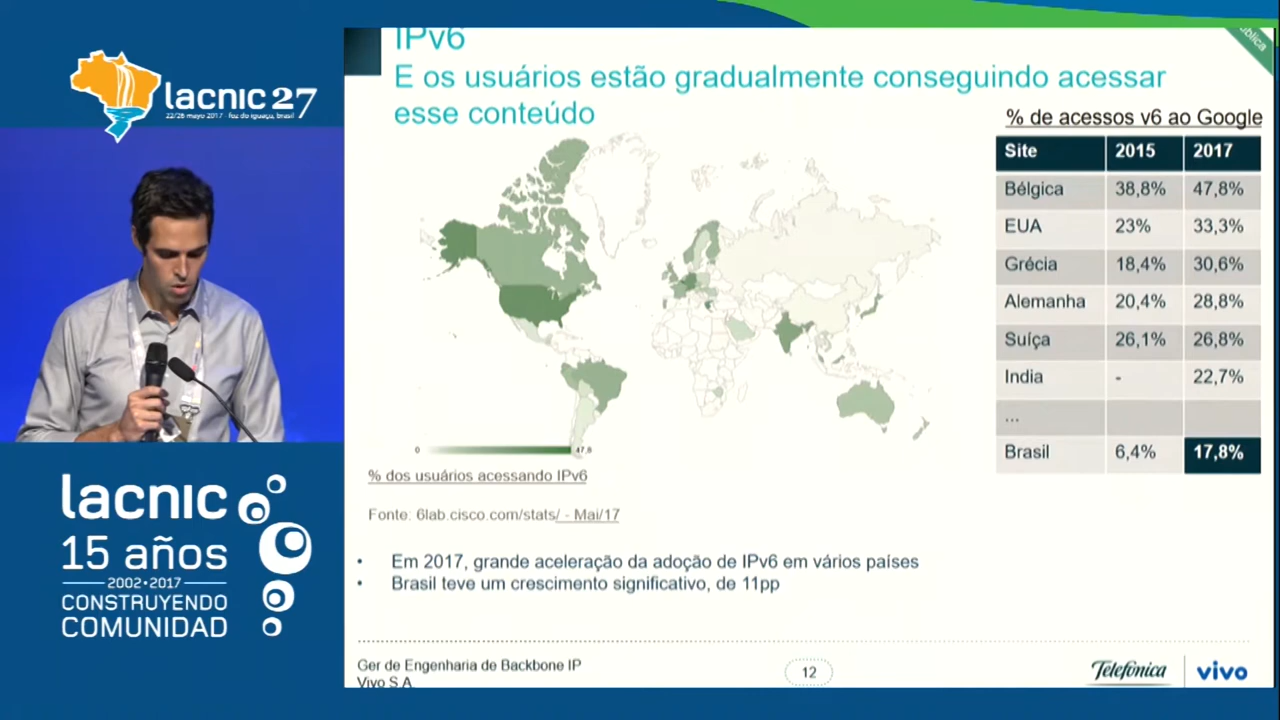 lacnic 27
22/26 mayo 2017 - foz do iguaçu, brasil
lacnic
15 años
2002•2017
CONSTRUYENDO
COMUNIDAD
IPv6
E os usuários estão gradualmente conseguindo acessar
esse conteúdo
% de acessos v6 ao Google
Site 2015 2017
Bélgica 38,8% 47,8%
EUA 23% 33,3%
Grécia 18,4% 30,6%
Alemanha 20,4% 28,8%
Suíça 26,1% 26,8%
India - 22,7%
...
Brasil 6,4% 17,8%
0 47,8
% dos usuários acessando IPv6
Fonte: 6lab.cisco.com/stats/ - Mai/17
• Em 2017, grande aceleração da adoção de IPv6 em vários países
• Brasil teve um crescimento significativo, de 11pp
Ger de Engenharia de Backbone IP
Vivo S.A
12
Telefónica
vivo